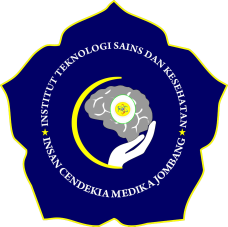 INSTITUT TEKNOLOGI SAINS DAN KESEHATAN
INSAN CENDEKIA MEDIKA JOMBANG